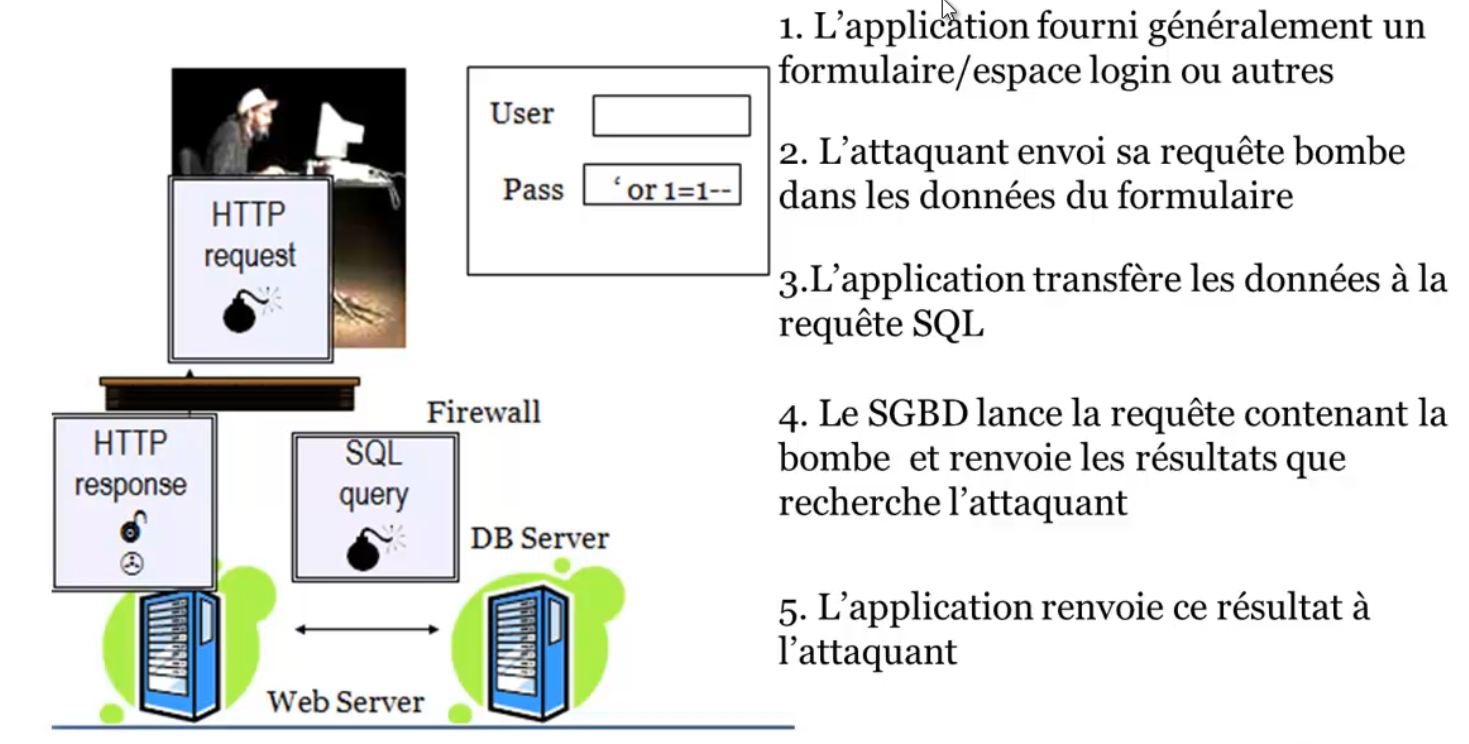 User
Pass ‘ or 1=1--
HTTP
request
Firewall
HTTP
response
SQL
query
DB Server
Web Server
1. L’application fourni généralement un
formulaire/espace login ou autres
2. L’attaquant envoi sa requête bombe
dans les données du formulaire
3.L’application transfère les données à la
requête SQL
4. Le SGBD lance la requête contenant la
bombe et renvoie les résultats que
recherche l’attaquant
5. L’application renvoie ce résultat à
l’attaquant